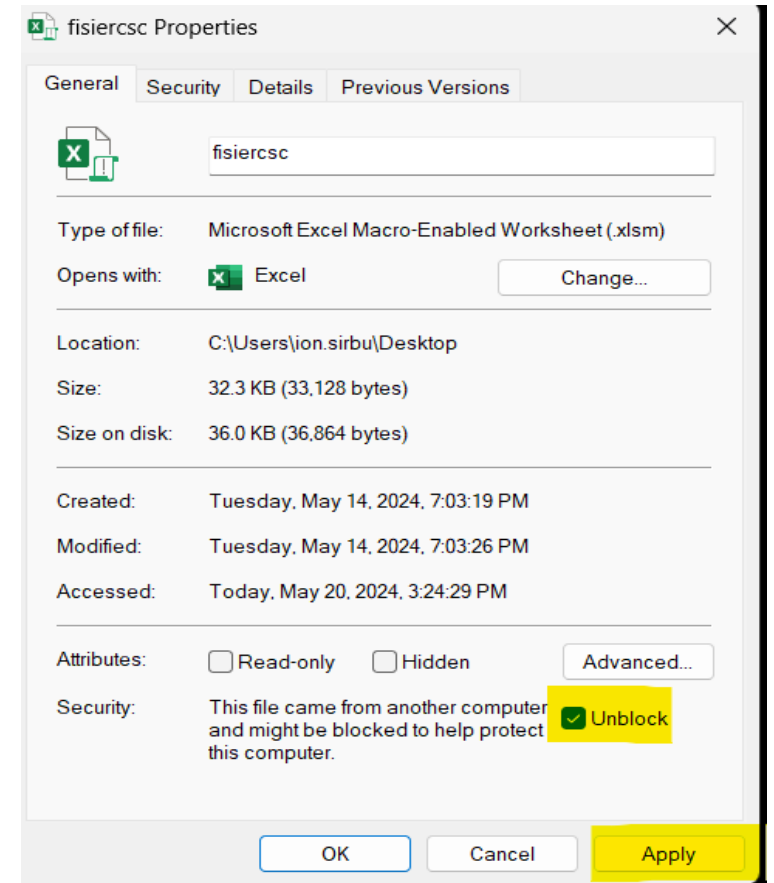 fisiercsc Properties
General Security Details Previous Versions
fisiercsc
Type of file: Microsoft Excel Macro-Enabled Worksheet (.xlsm)
Opens with: Excel Change...
Location: C:\Users\ion.sirbu\Desktop
Size: 32.3 KB (33,128 bytes)
Size on disk: 36.0 KB (36,864 bytes)
Created: Tuesday, May 14, 2024, 7:03:19 PM
Modified: Tuesday, May 14, 2024, 7:03:26 PM
Accessed: Today, May 20, 2024, 3:24:29 PM
Attributes: Read-only Hidden Advanced...
Security: This file came from another computer
and might be blocked to help protect
this computer.
Unblock
OK Cancel Apply